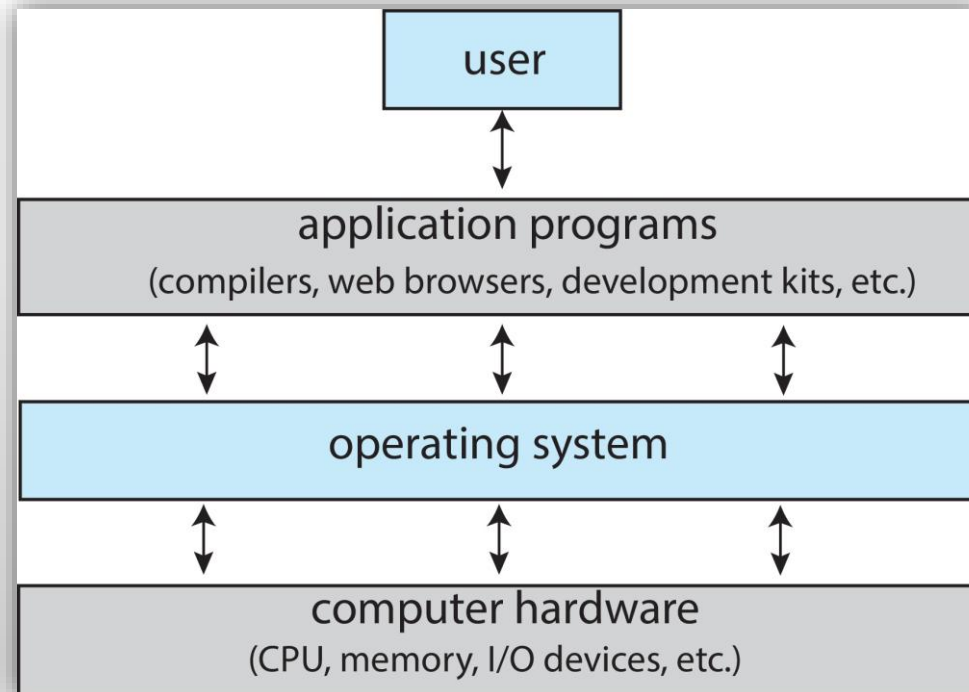 user
application programs
(compilers, web browsers, development kits, etc.)
operating system
computer hardware
(CPU, memory, I/O devices, etc.)